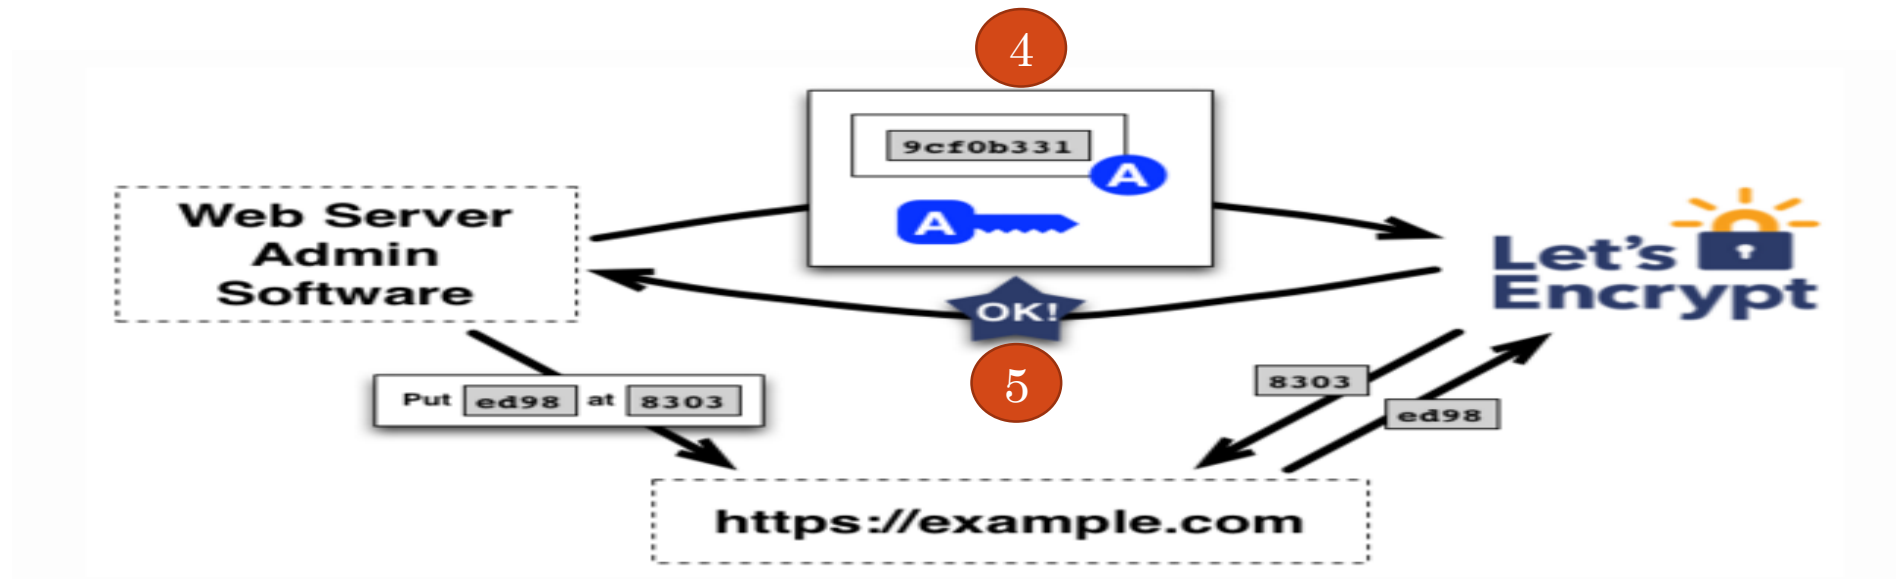 4
9cf0b331
A
A
Web Server
Admin
Software
Let's
Encrypt
OK!
5
Put ed98 at 8303
8303
ed98
https://example.com